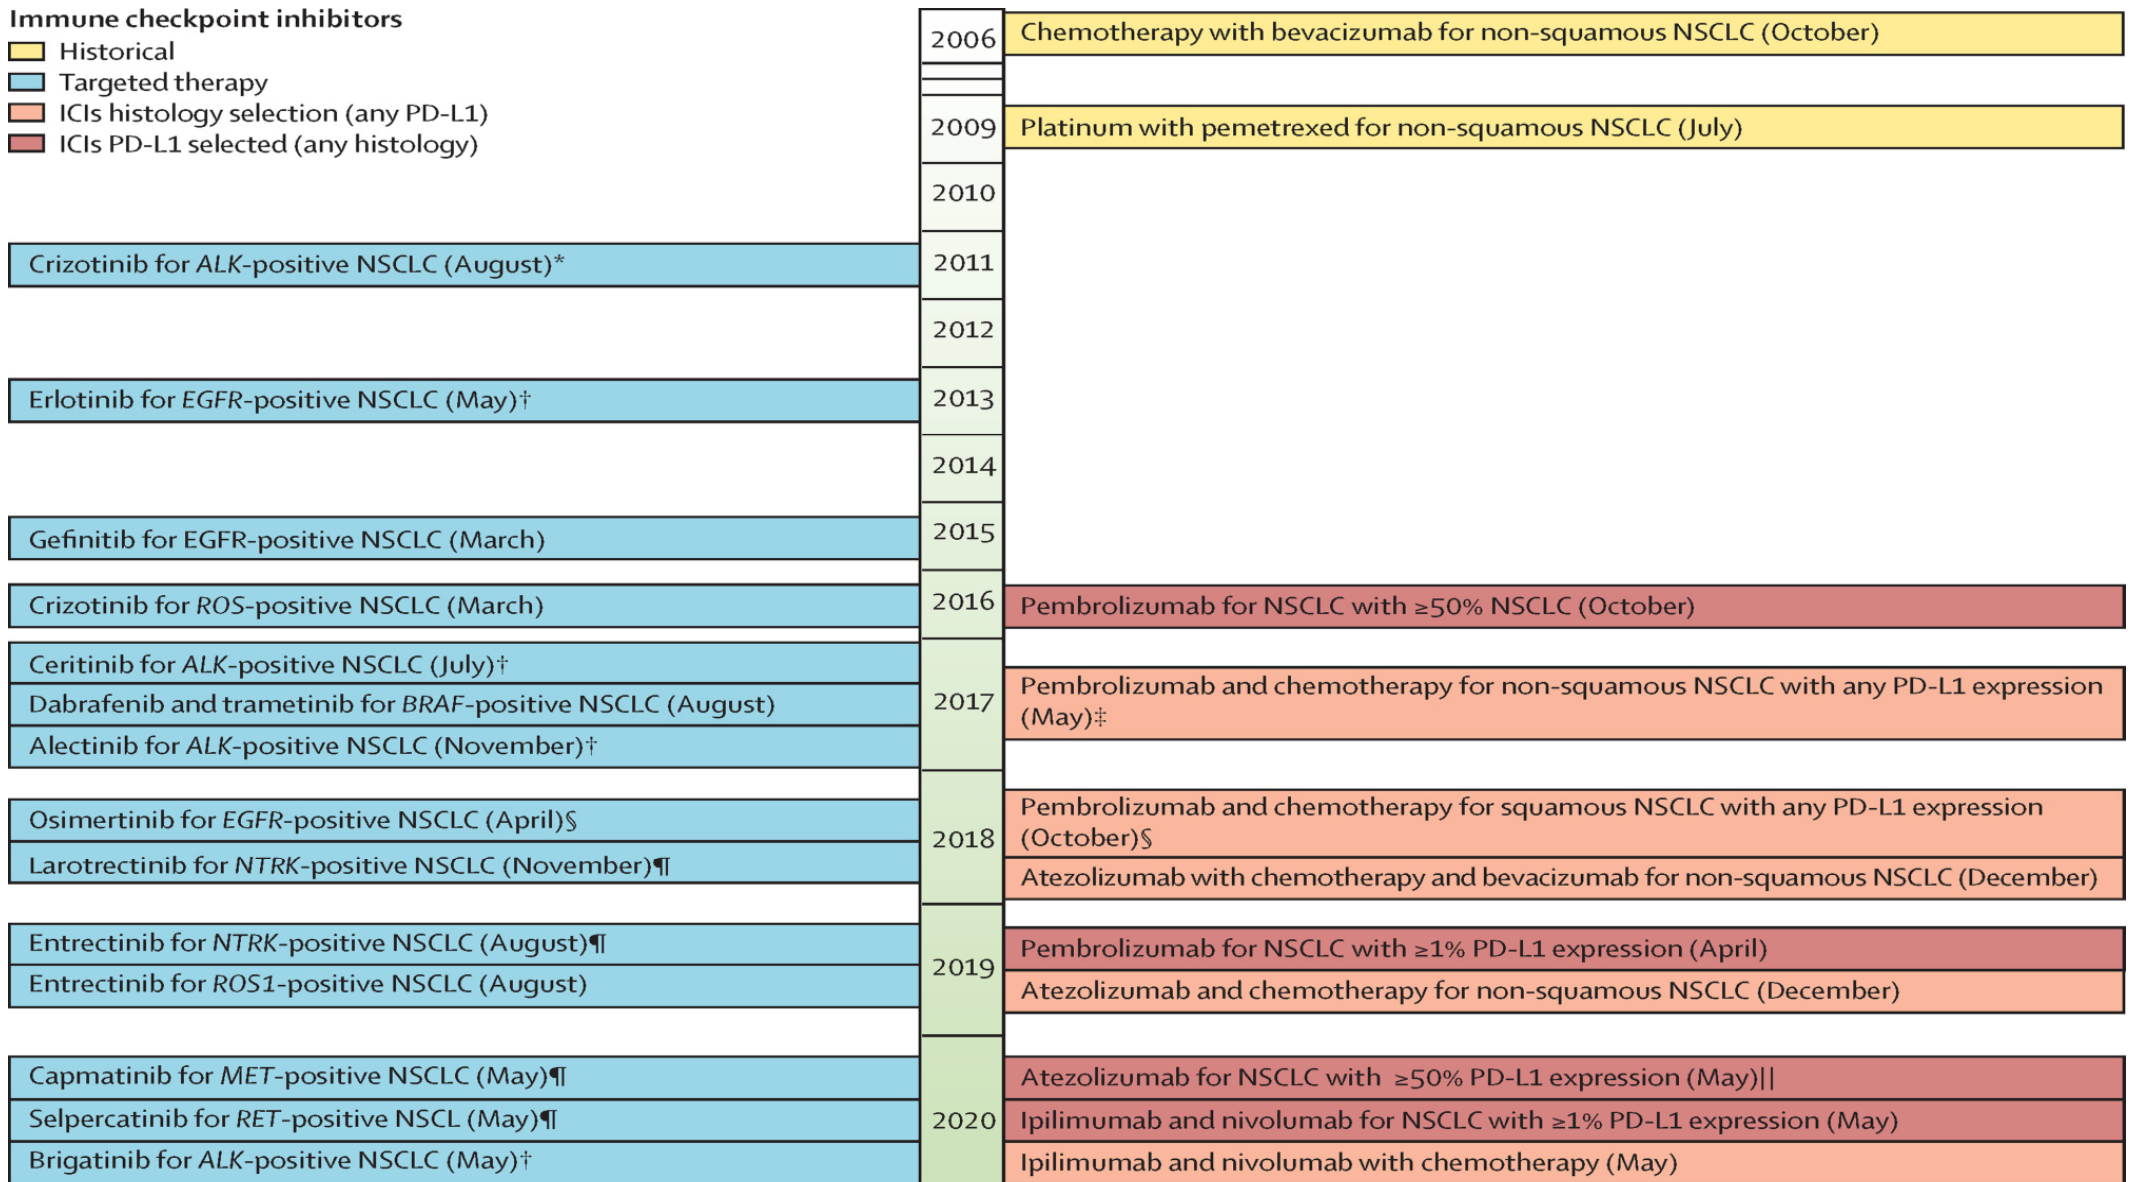 Immune checkpoint inhibitors
Historical
Targeted therapy
ICIs histology selection (any PD-L1)
ICIs PD-L1 selected (any histology)
2006
Chemotherapy with bevacizumab for non-squamous NSCLC (October)
2009
Platinum with pemetrexed for non-squamous NSCLC (July)
2010
Crizotinib for ALK-positive NSCLC (August)*
2011
2012
Erlotinib for EGFR-positive NSCLC (May)†
2013
2014
Gefinitib for EGFR-positive NSCLC (March)
2015
Crizotinib for ROS-positive NSCLC (March)
2016
Pembrolizumab for NSCLC with ≥50% NSCLC (October)
Ceritinib for ALK-positive NSCLC (July)†
Dabrafenib and trametinib for BRAF-positive NSCLC (August)
Alectinib for ALK-positive NSCLC (November)†
2017
Pembrolizumab and chemotherapy for non-squamous NSCLC with any PD-L1 expression
(May)‡
Osimertinib for EGFR-positive NSCLC (April)§
Larotrectinib for NTRK-positive NSCLC (November)¶
2018
Pembrolizumab and chemotherapy for squamous NSCLC with any PD-L1 expression
(October)§
Atezolizumab with chemotherapy and bevacizumab for non-squamous NSCLC (December)
Entrectinib for NTRK-positive NSCLC (August)¶
Entrectinib for ROS1-positive NSCLC (August)
2019
Pembrolizumab for NSCLC with ≥1% PD-L1 expression (April)
Atezolizumab and chemotherapy for non-squamous NSCLC (December)
Capmatinib for MET-positive NSCLC (May)¶
Selpercatinib for RET-positive NSCL (May)¶
Brigatinib for ALK-positive NSCLC (May)†
2020
Atezolizumab for NSCLC with ≥50% PD-L1 expression (May)||
Ipilimumab and nivolumab for NSCLC with ≥1% PD-L1 expression (May)
Ipilimumab and nivolumab with chemotherapy (May)